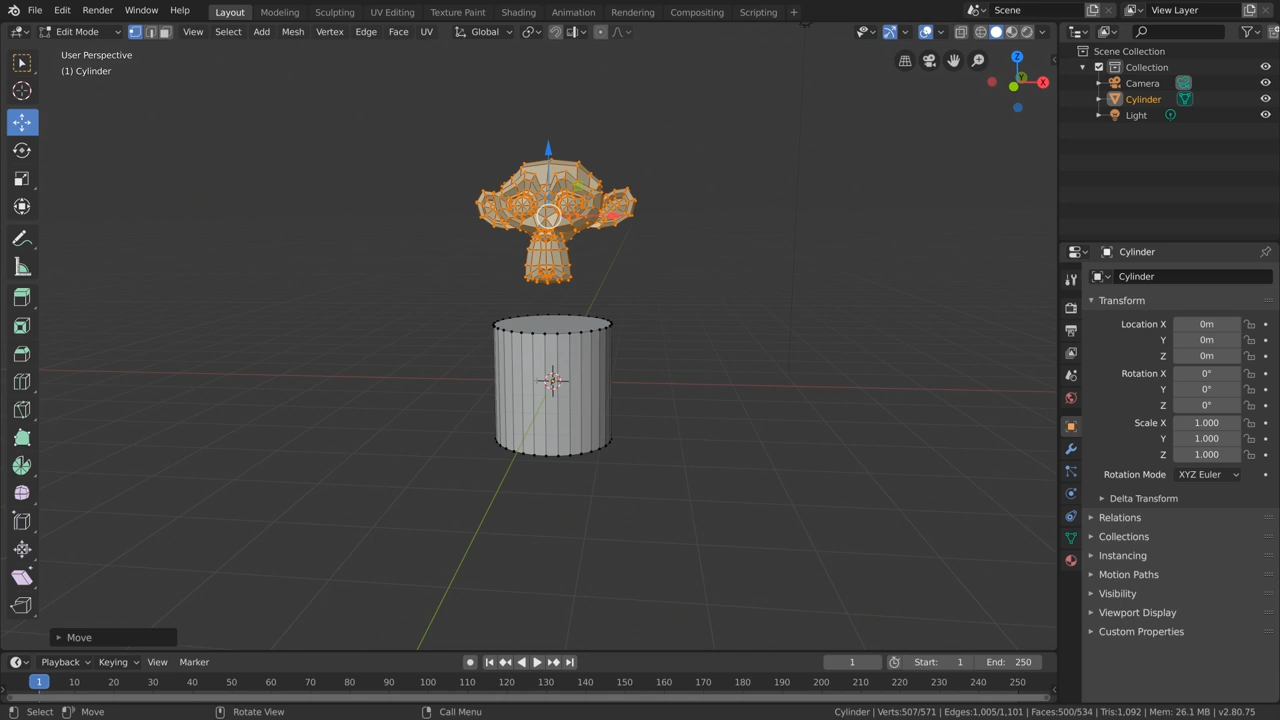 File Edit Render Window Help Layout Modeling Sculpting UV Editing Texture Paint Shading Animation Rendering Compositing Scripting + Scene View Layer
Edit Mode View Select Add Mesh Vertex Edge Face UV Global
User Perspective
(1) Cylinder
Z
Y
X
Move
Scene Collection
Collection
Camera
Cylinder
Light
Cylinder
Cylinder
Transform
Location X 0m
Y 0m
Z 0m
Rotation X 0°
Y 0°
Z 0°
Scale X 1.000
Y 1.000
Z 1.000
Rotation Mode XYZ Euler
Delta Transform
Relations
Collections
Instancing
Motion Paths
Visibility
Viewport Display
Custom Properties
Playback Keying View Marker 1 Start: 1 End: 250
1 10 20 30 40 50 60 70 80 90 100 110 120 130 140 150 160 170 180 190 200 210 220 230 240 250
Select Move Rotate View Call Menu Cylinder | Verts:507/571 | Edges:1,005/1,101 | Faces:500/534 | Tris:1,092 | Mem: 26.1 MB | v2.80.75